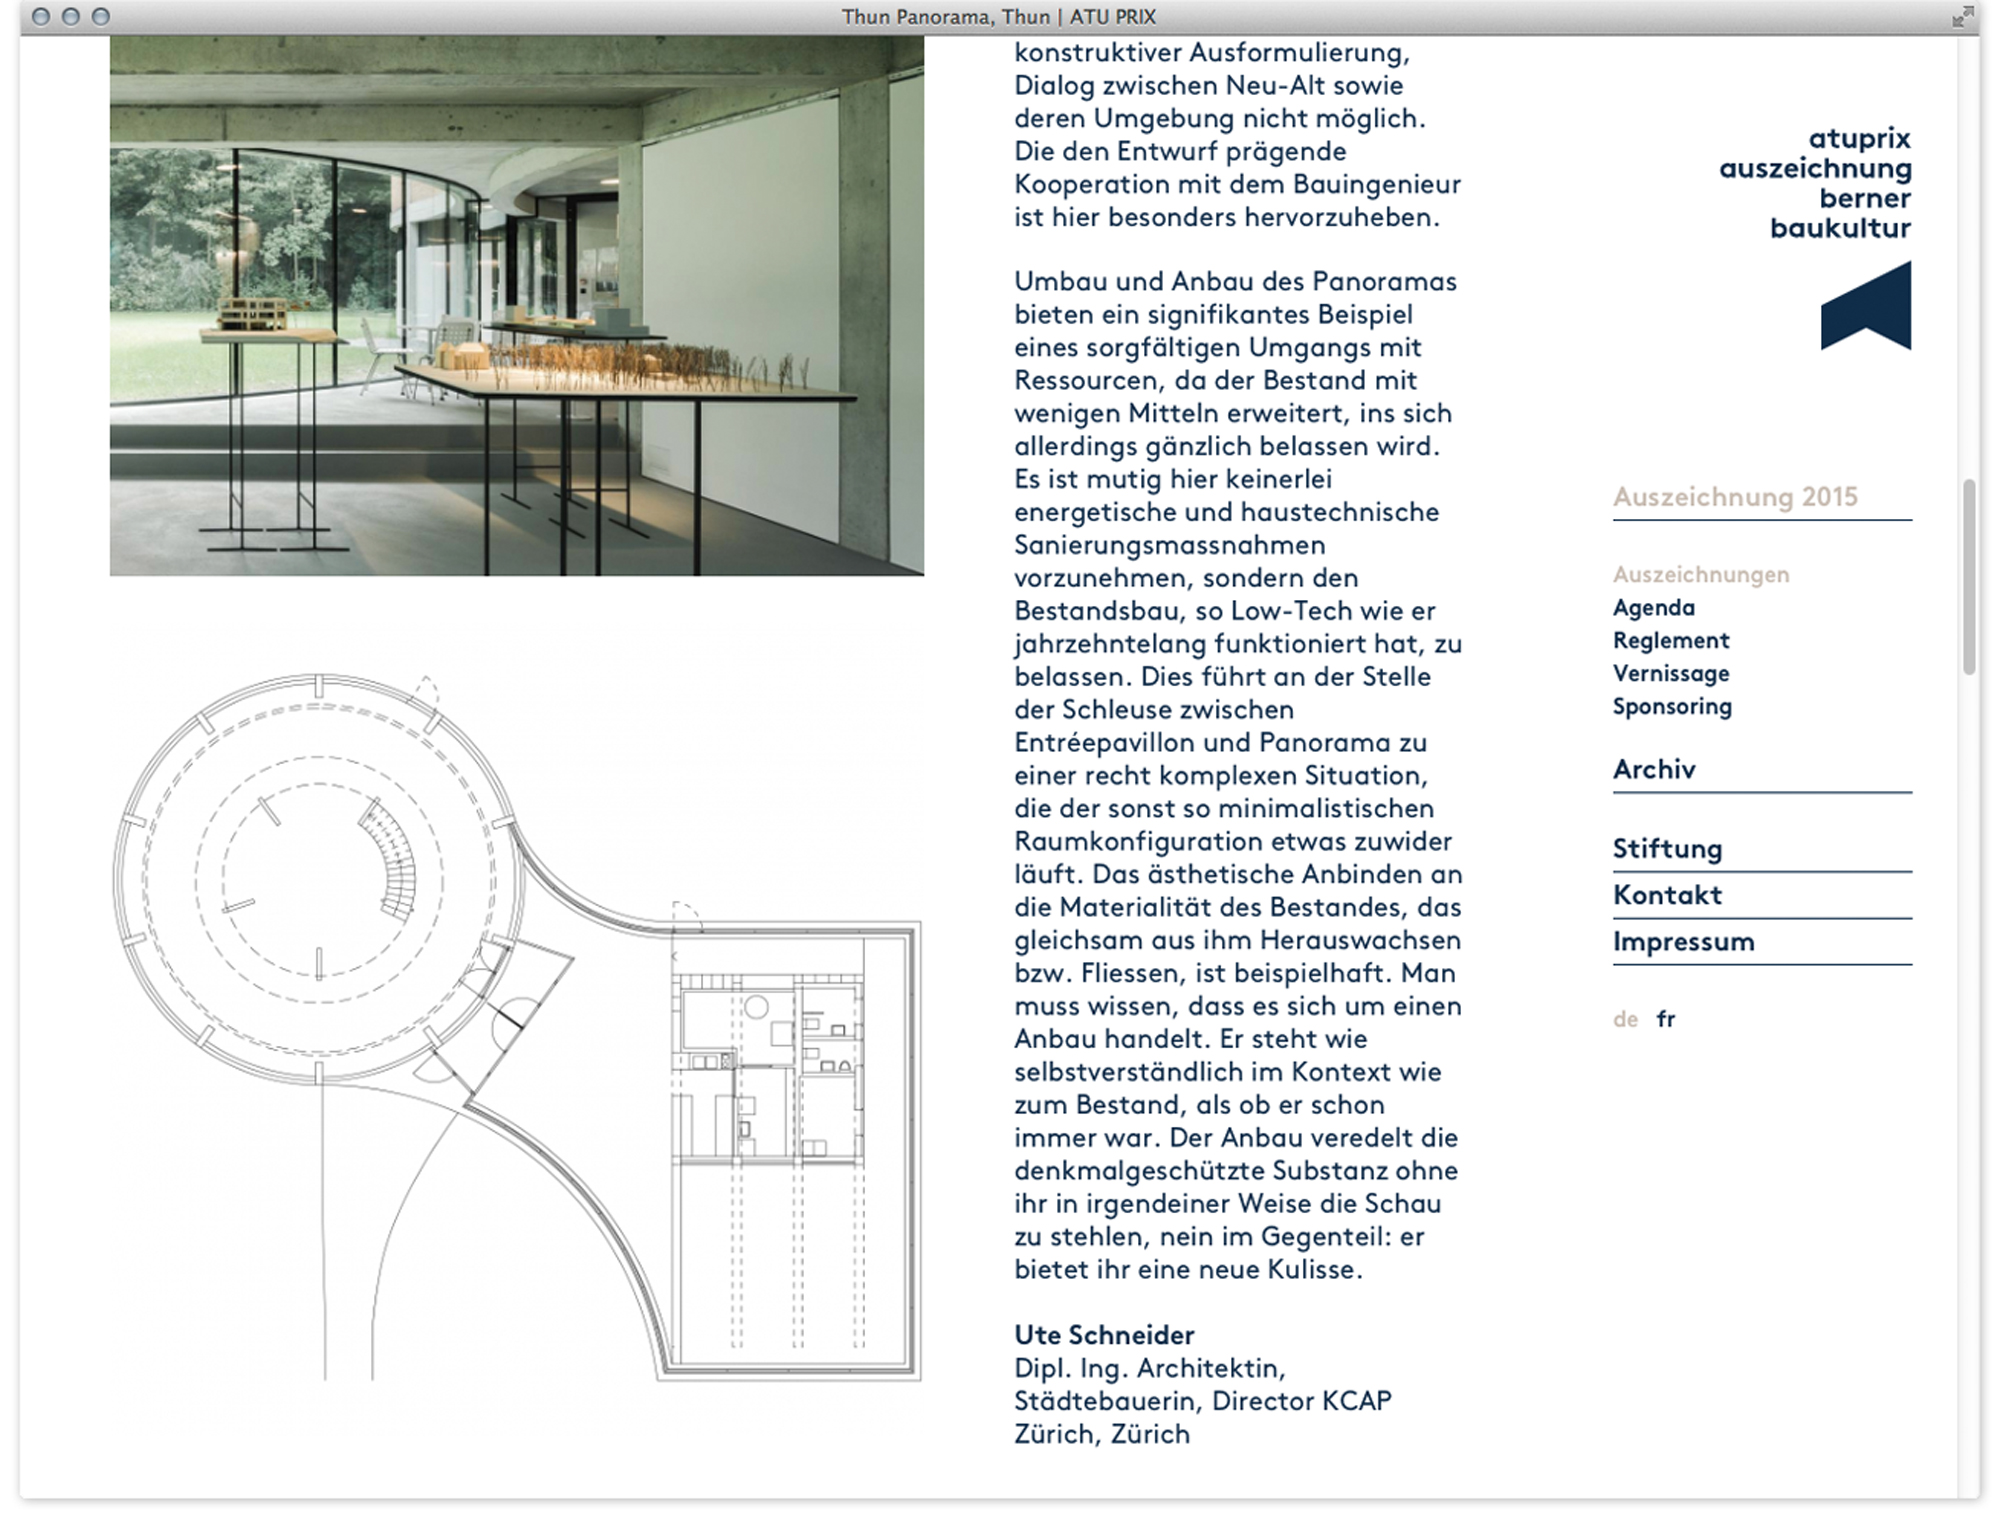 Thun Panorama, Thun | ATU PRIX
konstruktiver Ausformulierung,
Dialog zwischen Neu-Alt sowie
deren Umgebung nicht möglich.
Die den Entwurf prägende
Kooperation mit dem Bauingenieur
ist hier besonders hervorzuheben.
Umbau und Anbau des Panoramas
bieten ein signifikantes Beispiel
eines sorgfältigen Umgangs mit
Ressourcen, da der Bestand mit
wenigen Mitteln erweitert, ins sich
allerdings gänzlich belassen wird.
Es ist mutig hier keinerlei
energetische und haustechnische
Sanierungsmassnahmen
vorzunehmen, sondern den
Bestandsbau, so Low-Tech wie er
jahrzehntelang funktioniert hat, zu
belassen. Dies führt an der Stelle
der Schleuse zwischen
Entréepavillon und Panorama zu
einer recht komplexen Situation,
die der sonst so minimalistischen
Raumkonfiguration etwas zuwider
läuft. Das ästhetische Anbinden an
die Materialität des Bestandes, das
gleichsam aus ihm Herauswachsen
bzw. Fliessen, ist beispielhaft. Man
muss wissen, dass es sich um einen
Anbau handelt. Er steht wie
selbstverständlich im Kontext wie
zum Bestand, als ob er schon
immer war. Der Anbau veredelt die
denkmalgeschützte Substanz ohne
ihr in irgendeiner Weise die Schau
zu stehlen, nein im Gegenteil: er
bietet ihr eine neue Kulisse.
Ute Schneider
Dipl. Ing. Architektin,
Städtebauerin, Director KCAP
Zürich, Zürich
atuprix
auszeichnung
berner
baukultur
Auszeichnung 2015
Auszeichnungen
Agenda
Reglement
Vernissage
Sponsoring
Archiv
Stiftung
Kontakt
Impressum
de fr